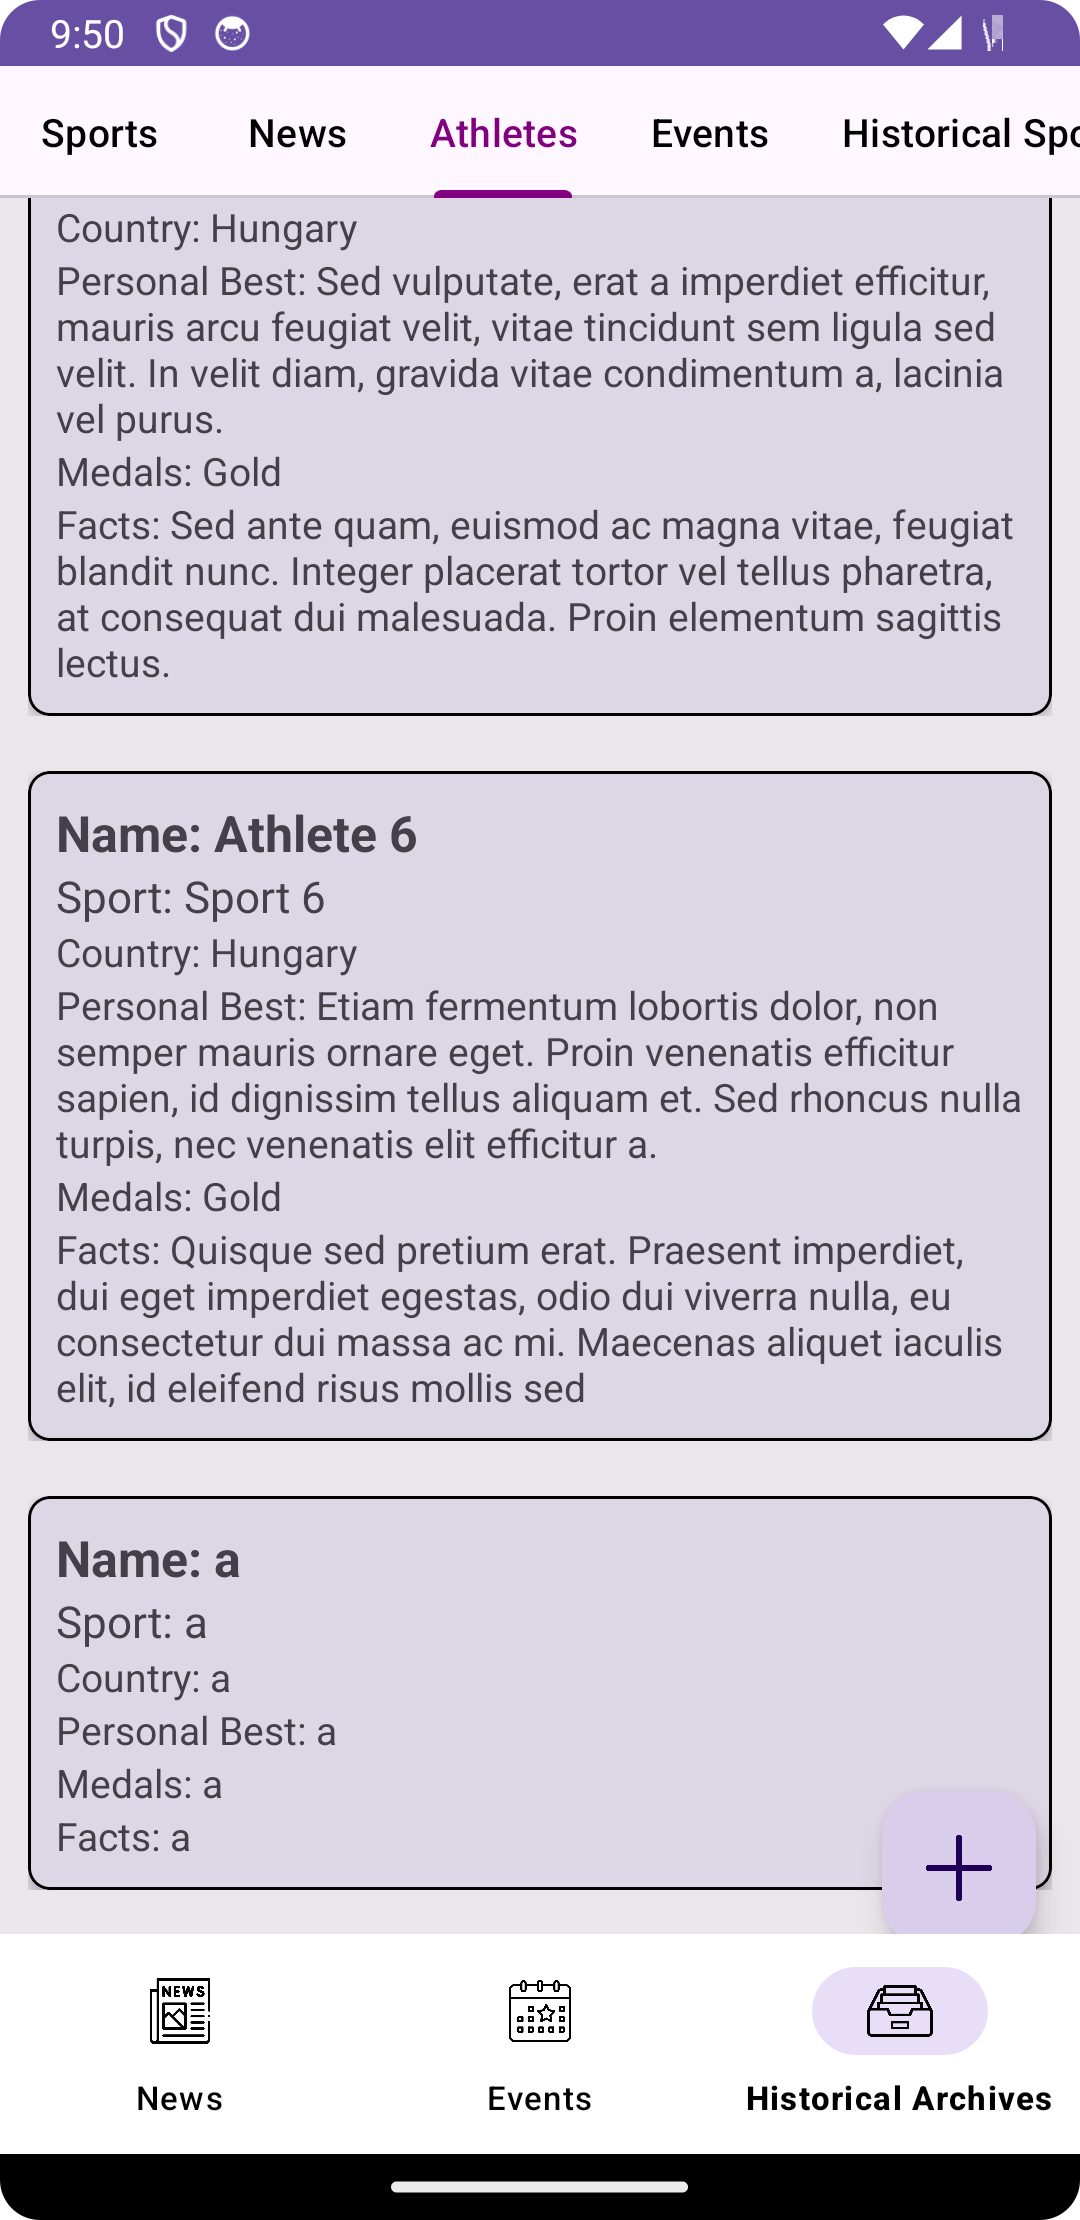 9:50
Sports News Athletes Events Historical Spo
Country: Hungary
Personal Best: Sed vulputate, erat a imperdiet efficitur,
mauris arcu feugiat velit, vitae tincidunt sem ligula sed
velit. In velit diam, gravida vitae condimentum a, lacinia
vel purus.
Medals: Gold
Facts: Sed ante quam, euismod ac magna vitae, feugiat
blandit nunc. Integer placerat tortor vel tellus pharetra,
at consequat dui malesuada. Proin elementum sagittis
lectus.
Name: Athlete 6
Sport: Sport 6
Country: Hungary
Personal Best: Etiam fermentum lobortis dolor, non
semper mauris ornare eget. Proin venenatis efficitur
sapien, id dignissim tellus aliquam et. Sed rhoncus nulla
turpis, nec venenatis elit efficitur a.
Medals: Gold
Facts: Quisque sed pretium erat. Praesent imperdiet,
dui eget imperdiet egestas, odio dui viverra nulla, eu
consectetur dui massa ac mi. Maecenas aliquet iaculis
elit, id eleifend risus mollis sed
Name: a
Sport: a
Country: a
Personal Best: a
Medals: a
Facts: a
NEWS
News Events Historical Archives